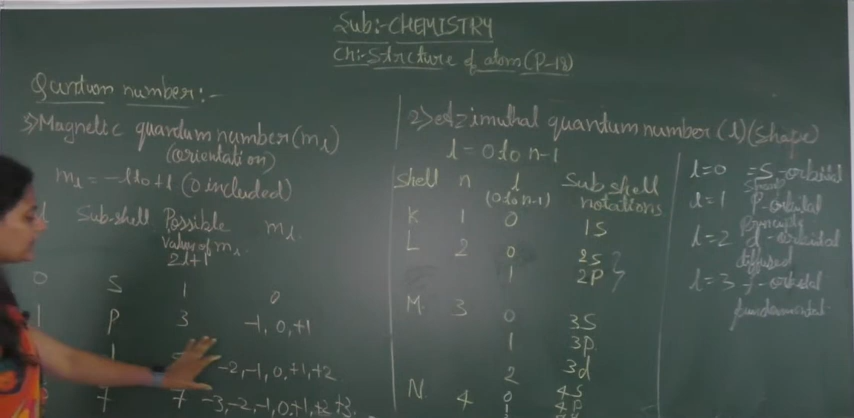 Sub:-CHEMISTRY
Ch:-Structure of atom(P-18)
Quantum number:-
3)Magnetic quantum number(ml)
(orientation)
ml = -l to +l (0 included)
l Sub-shell Possible value of ml 2l+1 ml
0 S 1 0
1 P 3 -1, 0, +1
-2, -1, 0, +1, +2
7 -3, -2, -1, 0, +1, +2, +3
2)Azimuthal quantum number(l)(shape)
l = 0 to n-1
Shell n l (0 to n-1) Sub shell notations
K 1 0 1S
L 2 0 2S
1 2P
M 3 0 3S
1 3P
2 3d
N 4 0 4S
4P
l=0 = S-orbital
l=1 P-orbital
principle
l=2 d-orbital
diffused
l=3 f-orbital
fundamental